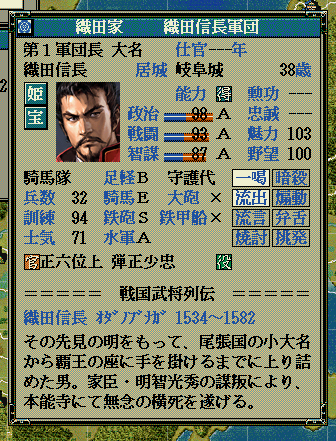 織田家 織田信長軍団
第1軍団長 大名 仕官---年
織田信長 居城 岐阜城 38歳
姫 能力 得 勲功 ---
宝 政治 98 A 忠誠 ---
戦闘 93 A 魅力 103
智謀 87 A 野望 100
騎馬隊 足軽B 守護代 一喝 暗殺
兵数 32 騎馬E 大砲× 流出 煽動
訓練 94 鉄砲S 鉄甲船× 流言 弁舌
士気 71 水軍A 焼討 挑発
官正六位上 弾正少忠 役
===== 戦国武将列伝 =====
織田信長 ｵﾀﾞﾉﾌﾞﾅｶﾞ 1534～1582
その先見の明をもって、尾張国の小大名
から覇王の座に手を掛けるまでに上り詰
めた男。家臣・明智光秀の謀叛により、
本能寺にて無念の横死を遂げる。